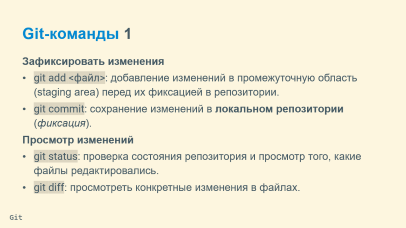 Git-команды 1
Зафиксировать изменения
• git add <файл>: добавление изменений в промежуточную область
(staging area) перед их фиксацией в репозитории.
• git commit: сохранение изменений в локальном репозитории
(фиксация).
Просмотр изменений
• git status: проверка состояния репозитория и просмотр того, какие
файлы редактировались.
• git diff: просмотреть конкретные изменения в файлах.
Git